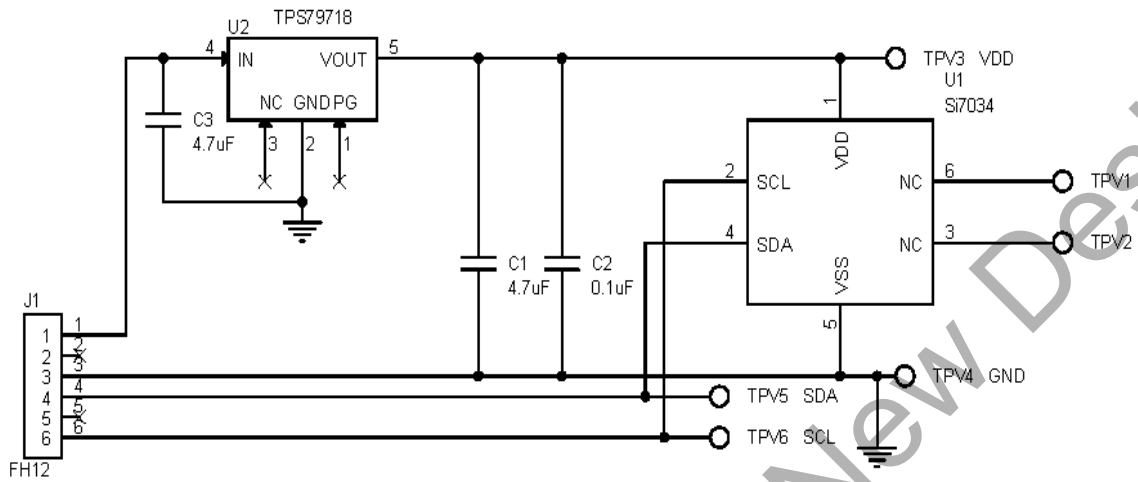 TPS79718
U2
4 IN VOUT 5
NC GND PG
3 2 1
C3
4.7uF
TPV3 VDD
U1
Si7034
1
VDD
2 SCL NC 6 TPV1
4 SDA NC 3 TPV2
VSS
5
C1
4.7uF
C2
0.1uF
J1
1 1
2 2
3 3
4 4
5 5
6 6
FH12
TPV4 GND
TPV5 SDA
TPV6 SCL
New Des